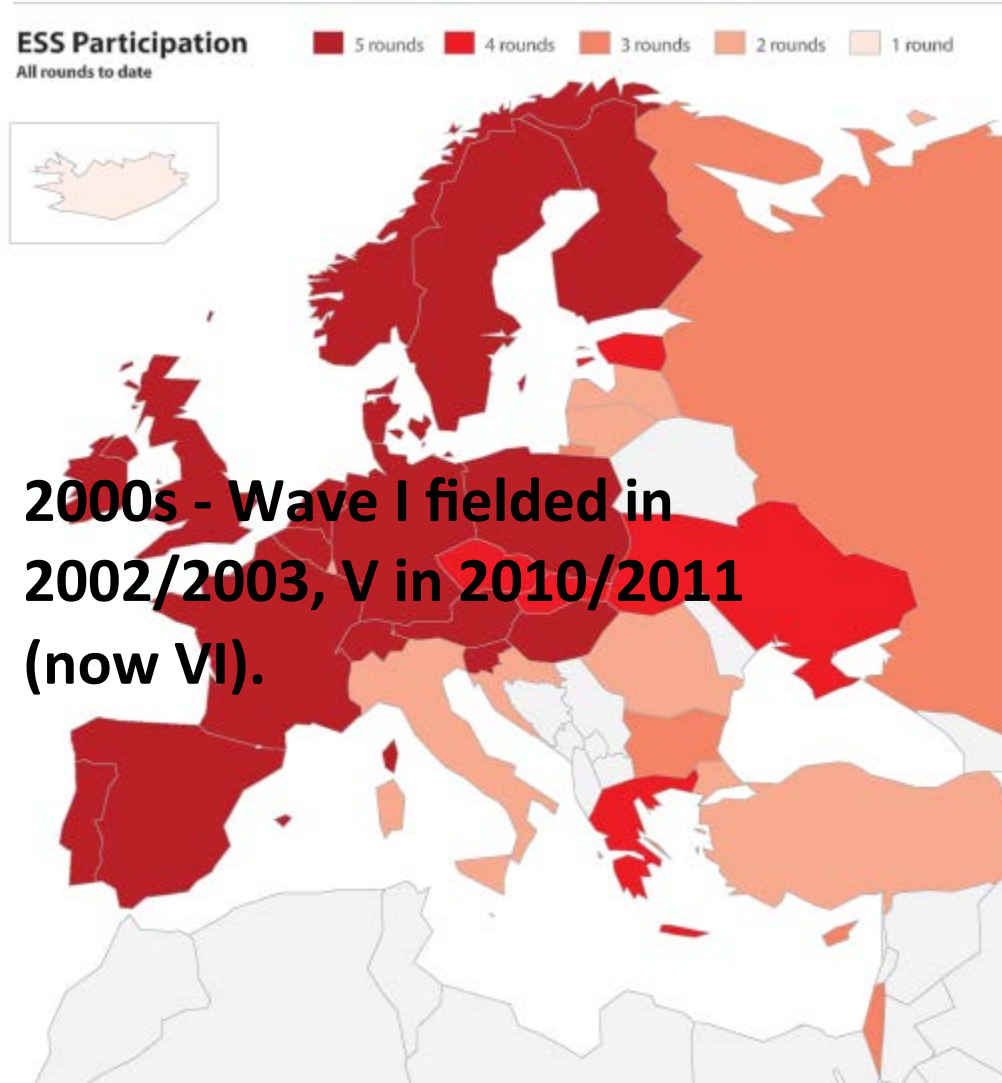 ESS Participation
All rounds to date
5 rounds 4 rounds 3 rounds 2 rounds 1 round
2000s - Wave I fielded in
2002/2003, V in 2010/2011
(now VI).